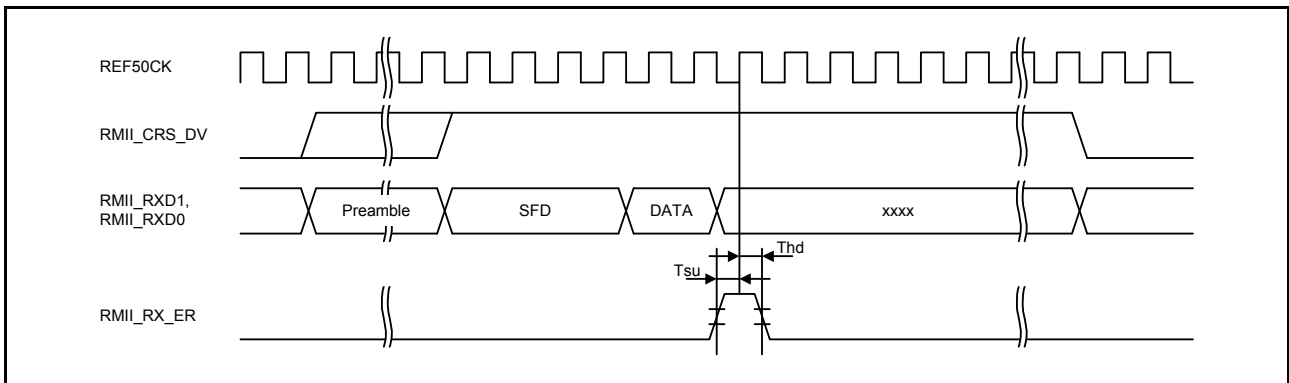 REF50CK
RMII_CRS_DV
RMII_RXD1,
RMII_RXD0
Preamble
SFD
DATA
xxxx
Thd
Tsu
RMII_RX_ER